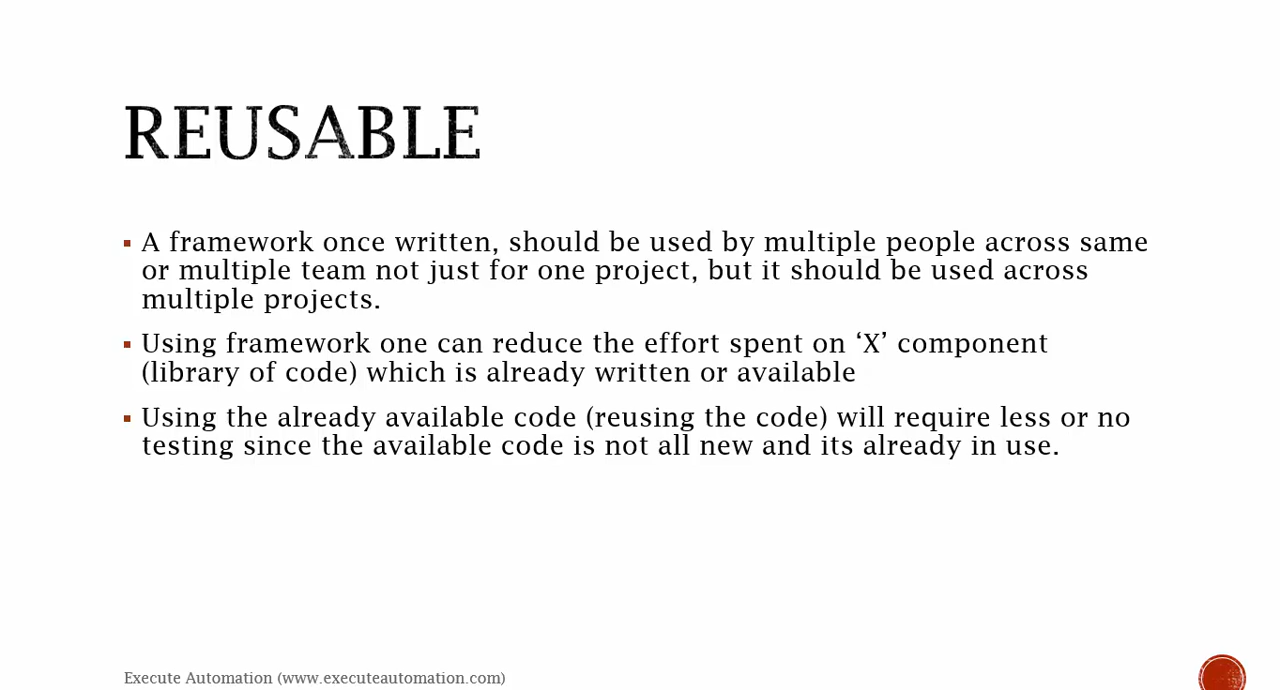 REUSABLE
▪ A framework once written, should be used by multiple people across same
or multiple team not just for one project, but it should be used across
multiple projects.
▪ Using framework one can reduce the effort spent on ‘X’ component
(library of code) which is already written or available
▪ Using the already available code (reusing the code) will require less or no
testing since the available code is not all new and its already in use.
Execute Automation (www.executeautomation.com)